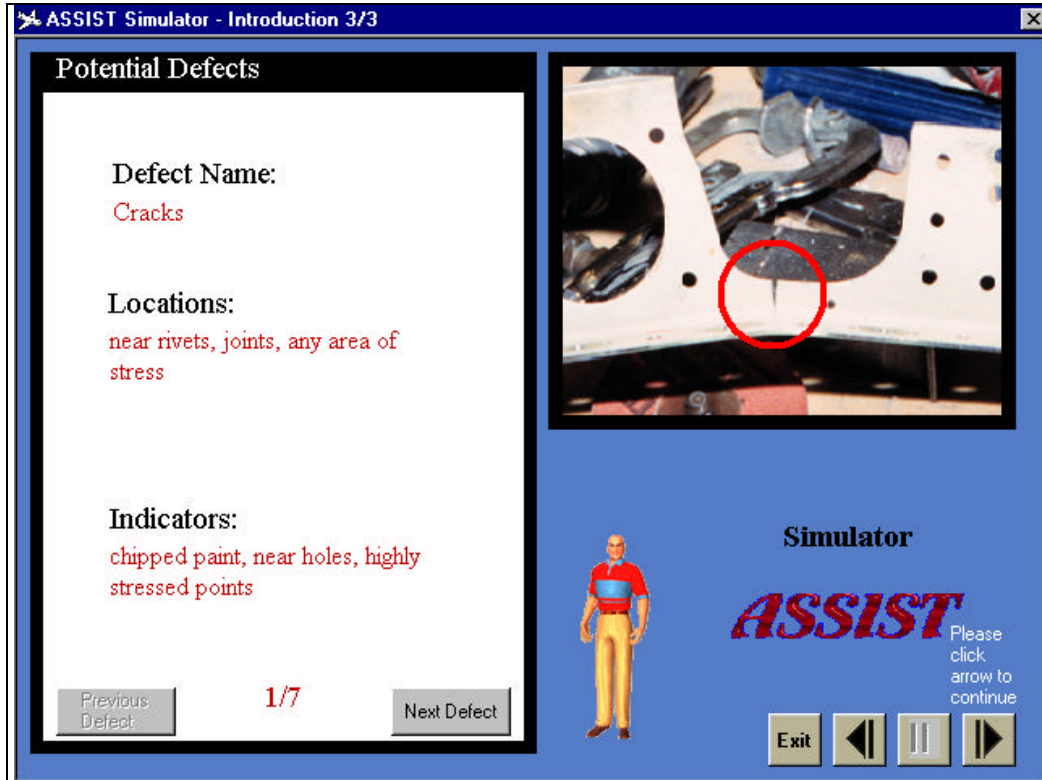 ASSIST Simulator - Introduction 3/3
Potential Defects
Defect Name:
Cracks
Locations:
near rivets, joints, any area of
stress
Indicators:
chipped paint, near holes, highly
stressed points
Previous
Defect
1/7
Next Defect
Simulator
ASSIST
Please
click
arrow to
continue
Exit